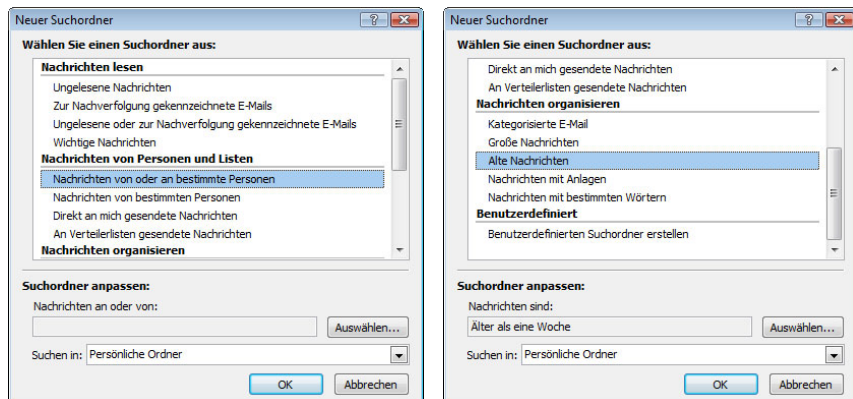 Neuer Suchordner
Wählen Sie einen Suchordner aus:
Nachrichten lesen
Ungelesene Nachrichten
Zur Nachverfolgung gekennzeichnete E-Mails
Ungelesene oder zur Nachverfolgung gekennzeichnete E-Mails
Wichtige Nachrichten
Nachrichten von Personen und Listen
Nachrichten von oder an bestimmte Personen
Nachrichten von bestimmten Personen
Direkt an mich gesendete Nachrichten
An Verteilerlisten gesendete Nachrichten
Nachrichten organisieren
Suchordner anpassen:
Nachrichten an oder von:
Auswählen...
Suchen in: Persönliche Ordner
OK Abbrechen
Neuer Suchordner
Wählen Sie einen Suchordner aus:
Direkt an mich gesendete Nachrichten
An Verteilerlisten gesendete Nachrichten
Nachrichten organisieren
Kategorisierte E-Mail
Große Nachrichten
Alte Nachrichten
Nachrichten mit Anlagen
Nachrichten mit bestimmten Wörtern
Benutzerdefiniert
Benutzerdefinierten Suchordner erstellen
Suchordner anpassen:
Nachrichten sind:
Älter als eine Woche Auswählen...
Suchen in: Persönliche Ordner
OK Abbrechen